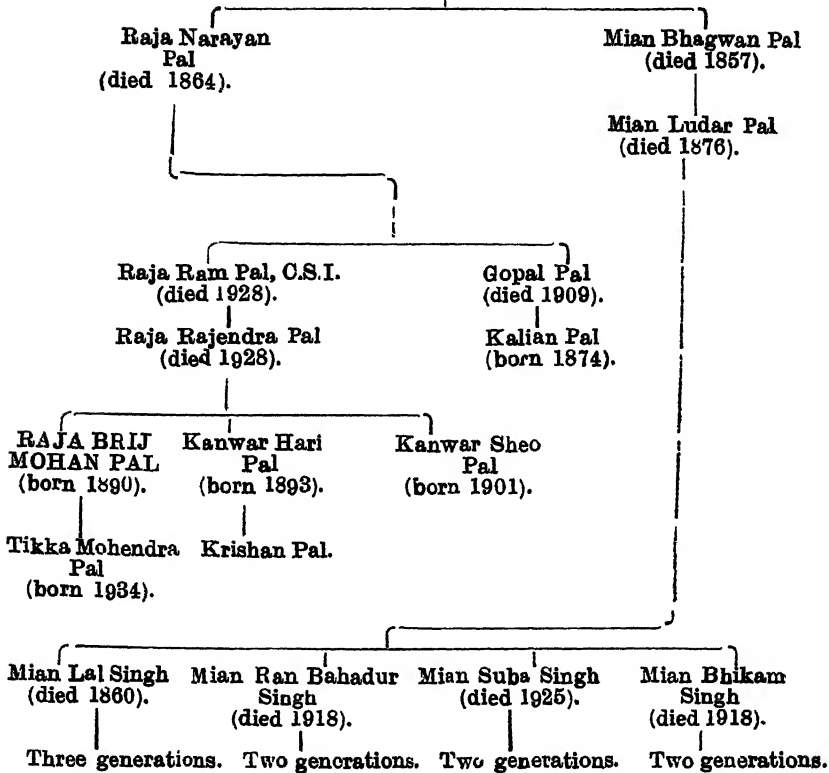 Raja Narayan
Pal
(died 1864).
Mian Bhagwan Pal
(died 1857).
Mian Ludar Pal
(died 1876).
Raja Ram Pal, C.S.I.
(died 1928).
Gopal Pal
(died 1909).
Raja Rajendra Pal
(died 1928).
Kalian Pal
(born 1874).
RAJA BRIJ
MOHAN PAL
(born 1890).
Kanwar Hari
Pal
(born 1893).
Kanwar Sheo
Pal
(born 1901).
Tikka Mohendra
Pal
(born 1934).
Krishan Pal.
Mian Lal Singh
(died 1860).
Mian Ran Bahadur
Singh
(died 1918).
Mian Suba Singh
(died 1925).
Mian Bhikam
Singh
(died 1918).
Three generations.
Two generations.
Two generations.
Two generations.